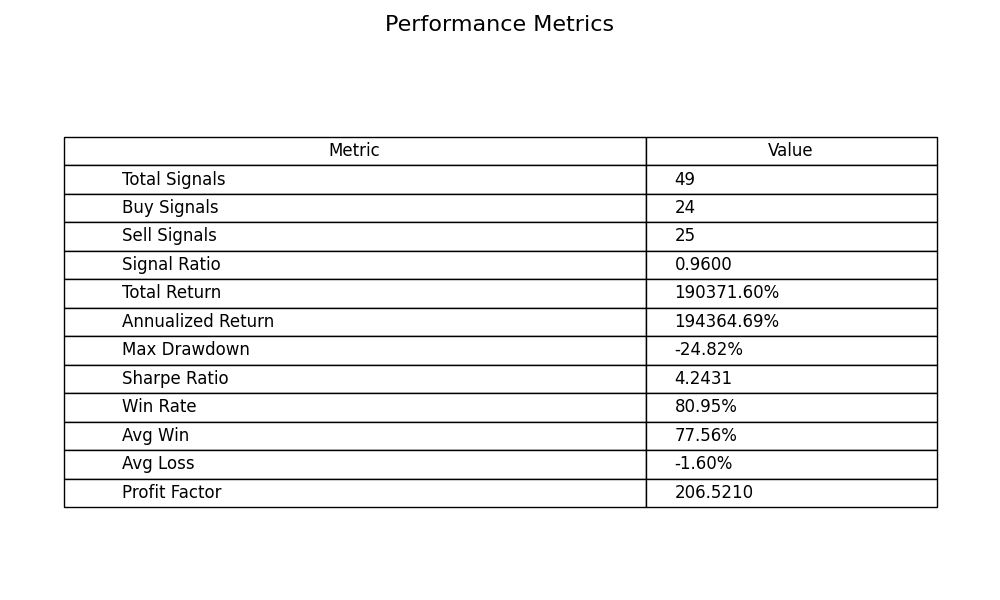 Performance Metrics
Metric Value
Total Signals 49
Buy Signals 24
Sell Signals 25
Signal Ratio 0.9600
Total Return 190371.60%
Annualized Return 194364.69%
Max Drawdown -24.82%
Sharpe Ratio 4.2431
Win Rate 80.95%
Avg Win 77.56%
Avg Loss -1.60%
Profit Factor 206.5210